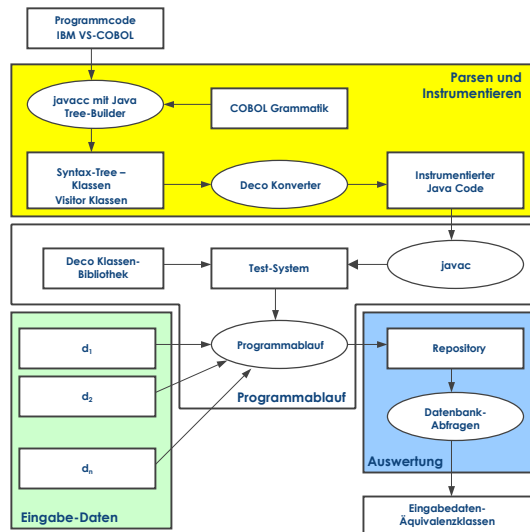 Programmcode
IBM VS-COBOL
Parsen und
Instrumentieren
javacc mit Java
Tree-Builder
COBOL Grammatik
Syntax-Tree –
Klassen
Visitor Klassen
Deco Konverter
Instrumentierter
Java Code
Deco Klassen-
Bibliothek
Test-System
javac
d1
Programmablauf
Repository
d2
Programmablauf
Datenbank-
Abfragen
dn
Auswertung
Eingabe-Daten
Eingabedaten-
Äquivalenzklassen